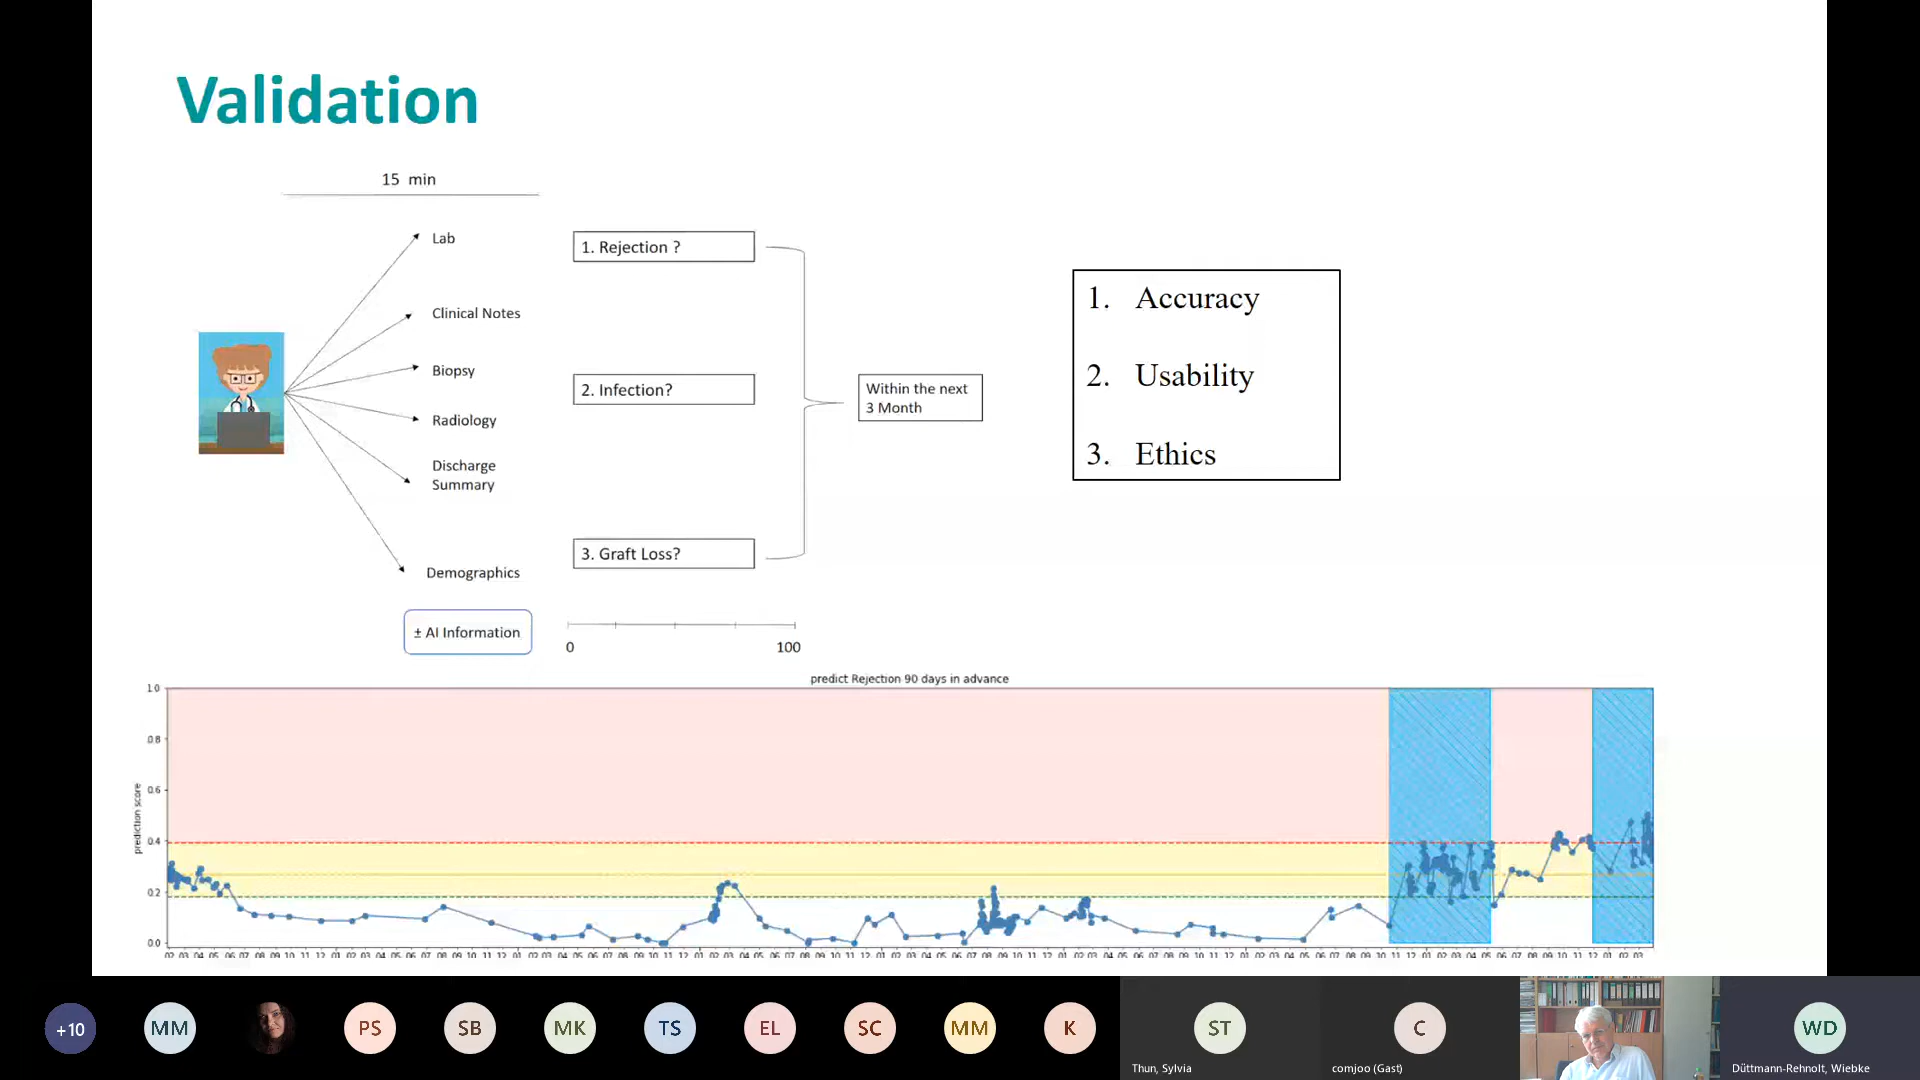 Validation
15 min
Lab
Clinical Notes
Biopsy
Radiology
Discharge
Summary
Demographics
± AI Information
1. Rejection ?
2. Infection?
3. Graft Loss?
0 100
Within the next
3 Month
1. Accuracy
2. Usability
3. Ethics
predict Rejection 90 days in advance
prediction score
1.0
0.8
0.6
0.4
0.2
0.0
+10
MM
PS
SB
MK
TS
EL
SC
MM
K
ST
Thun, Sylvia
C
comjoo (Gast)
WD
Düttmann-Rehnolt, Wiebke